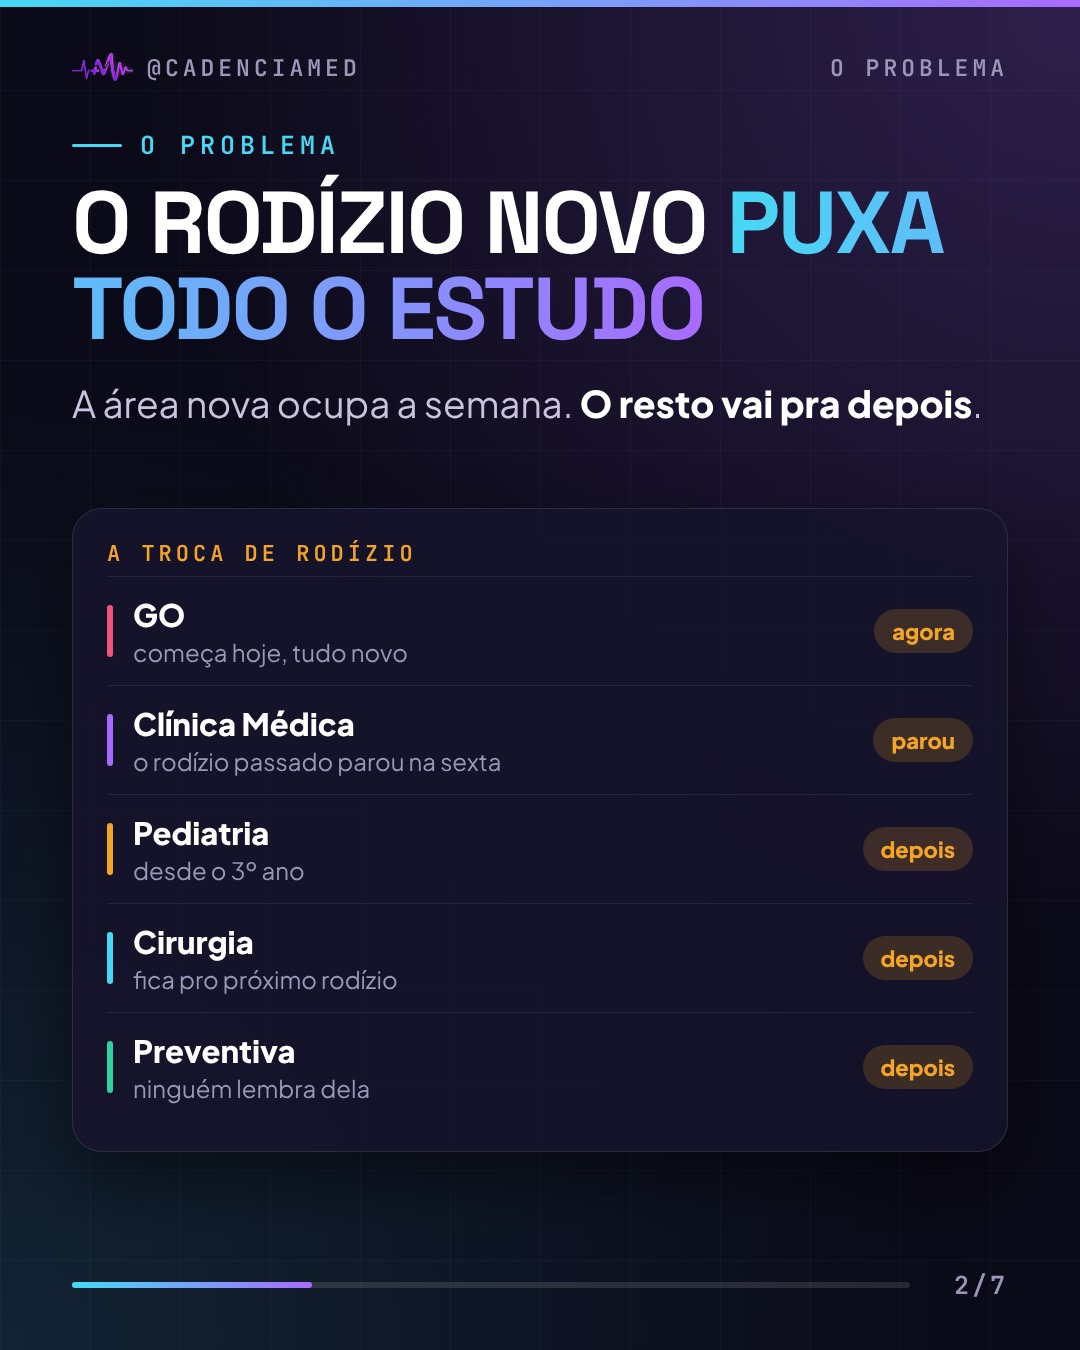 @CADENCIAMED
O PROBLEMA
O PROBLEMA
O RODÍZIO NOVO PUXA
TODO O ESTUDO
A área nova ocupa a semana. O resto vai pra depois.
A TROCA DE RODÍZIO
GO
agora
começa hoje, tudo novo
Clínica Médica
parou
o rodízio passado parou na sexta
Pediatria
depois
desde o 3º ano
Cirurgia
depois
fica pro próximo rodízio
Preventiva
depois
ninguém lembra dela
2/7